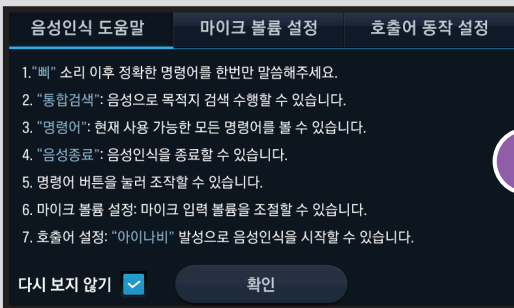 음성인식 도움말
마이크 볼륨 설정
호출어 동작 설정
1.“삐” 소리 이후 정확한 명령어를 한번만 말씀해주세요.
2. “통합검색”: 음성으로 목적지 검색 수행할 수 있습니다.
3. “명령어”: 현재 사용 가능한 모든 명령어를 볼 수 있습니다.
4. “음성종료”: 음성인식을 종료할 수 있습니다.
5. 명령어 버튼을 눌러 조작할 수 있습니다.
6. 마이크 볼륨 설정: 마이크 입력 볼륨을 조절할 수 있습니다.
7. 호출어 설정: “아이나비” 발성으로 음성인식을 시작할 수 있습니다.
다시 보지 않기
확인